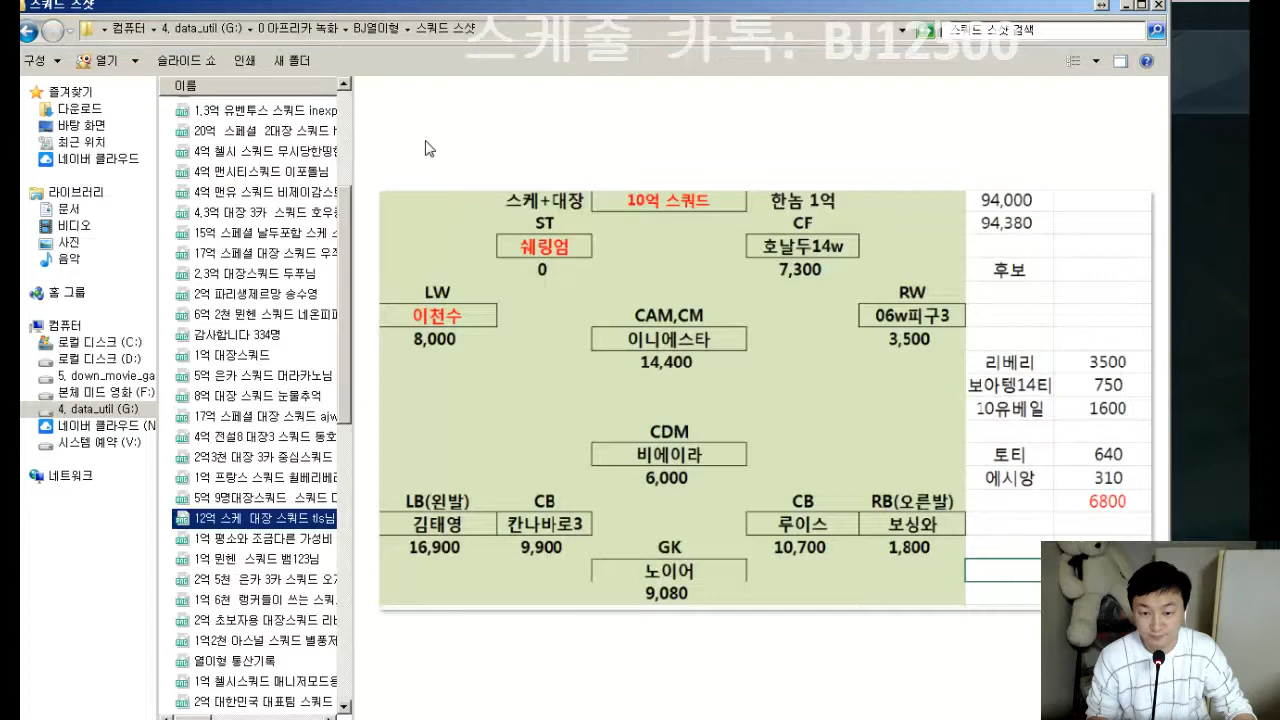 스쿼드 스샷
컴퓨터 4. data_util (G:) 0 아프리카 녹화 BJ열이형 스쿼드 스샷
스쿼드 스샷 검색
스케줄 카톡: BJ12300
구성 열기 슬라이드 쇼 인쇄 새 폴더
즐겨찾기
다운로드
바탕 화면
최근 위치
네이버 클라우드
라이브러리
문서
비디오
사진
음악
홈 그룹
컴퓨터
로컬 디스크 (C:)
로컬 디스크 (D:)
5. down_movie_ga
본체 미드 영화 (F:)
4. data_util (G:)
네이버 클라우드 (N
시스템 예약 (V:)
네트워크
이름
1,3억 유벤투스 스쿼드 inexp
20억 스페셜 2대장 스쿼드
4억 첼시 스쿼드 무시당한띵한
4억 맨시티스쿼드 이포똘님
4억 맨유 스쿼드 비제이감스트
4,3억 대장 3카 스쿼드 호우
15억 스페셜 날두포함 스케
17억 스페셜 대장 스쿼드
2,3억 대장스쿼드 두푸님
2억 파리생제르망 송수영
6억 2천 뮌헨 스쿼드 네온피
감사합니다 334명
1억 대장스쿼드
5억 은카 스쿼드 머라카노님
8억 대장 스쿼드 눈물추억
17억 스페셜 대장 스쿼드 ajw
4억 전설8 대장3 스쿼드 동호
2억3천 대장 3카 중심스쿼드
1억 프랑스 스쿼드 휠베리베리
5억 9명대장스쿼드 스쿼드
12억 스케 대장 스쿼드 tls님
1억 평소와 조금다른 가성비
1억 뮌헨 스쿼드 뱀123님
2억 5천 은카 3카 스쿼드 오
1억 6천 랭커들이 쓰는 스쿼
2억 초보자용 대장스쿼드 리
1억2천 아스널 스쿼드 별풍
열이형 통산기록
1억 첼시스쿼드 매니저모드용
2억 대한민국 대표팀 스쿼드
스케+대장 10억 스쿼드 한놈 1억 94,000
ST CF 94,380
쉐링엄 호날두14w
0 7,300 후보
LW RW
이천수 CAM,CM 06w피구3
8,000 이니에스타 3,500
14,400 리베리 3500
보아텡14티 750
10유베일 1600
CDM
비에이라 토티 640
6,000 에시앙 310
LB(왼발) CB CB RB(오른발) 6800
김태영 칸나바로3 루이스 보싱와
16,900 9,900 GK 10,700 1,800
노이어
9,080